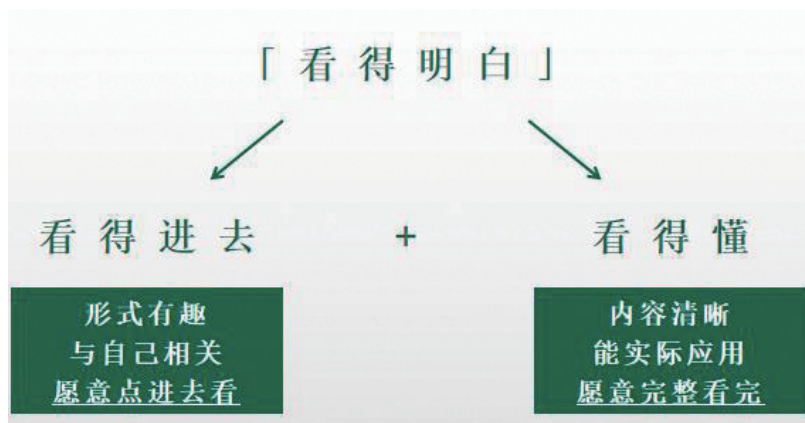 「看得明白」
看得进去 + 看得懂
形式有趣
与自己相关
愿意点进去看
内容清晰
能实际应用
愿意完整看完